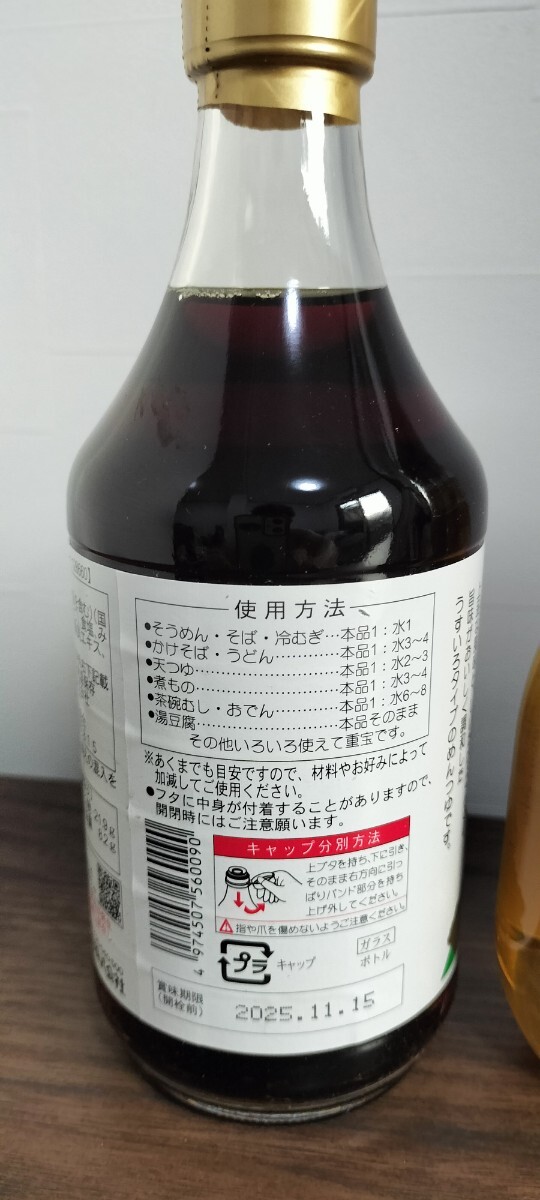 使用方法
●そうめん・そば・冷むぎ…本品1:水1
●かけそば・うどん…………本品1:水3~4
●天つゆ……………………本品1:水2~3
●煮もの……………………本品1:水3~4
●茶碗むし・おでん…………本品1:水6~8
●湯豆腐……………………本品そのまま
その他いろいろ使えて重宝です。
※あくまでも目安ですので、材料やお好みによって
加減してご使用ください。
●フタに中身が付着することがありますので、
開閉時にはご注意願います。
キャップ分別方法
上ブタを持ち、下に引き、
そのまま右方向に引っ
ぱりバンド部分を持ち
上げ外してください。
指や爪を傷めないようご注意ください。
4974507560090
プラ
キャップ
ガラス
ボトル
賞味期限
(開栓前)
2025.11.15
うすいろタイプのめんつゆです。